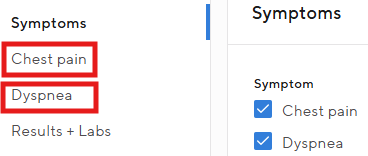 Symptoms
Chest pain
Dyspnea
Results + Labs
Symptoms
Symptom
Chest pain
Dyspnea